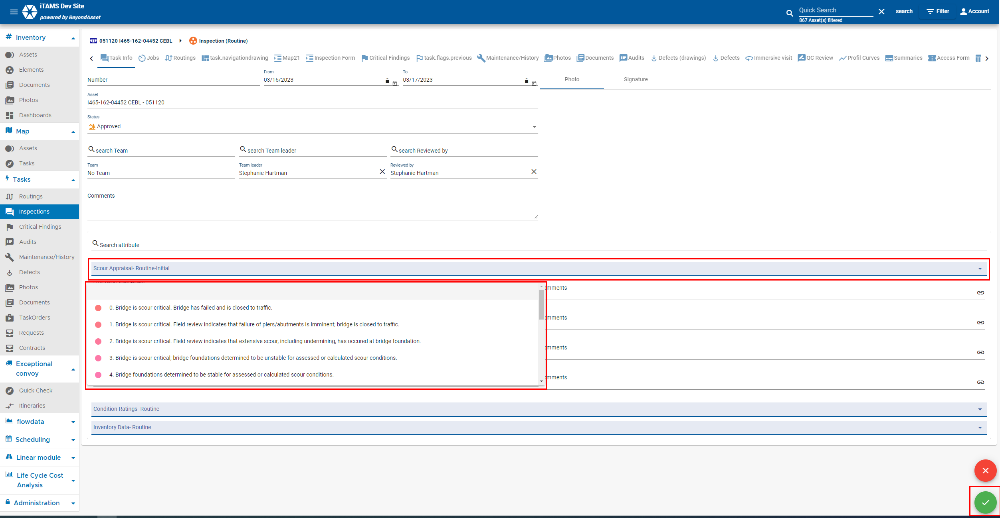 iTAMS Dev Site
powered by BeyondAsset
Quick Search
867 Asset(s) filtered
search
Filter
Account
Inventory
Assets
Elements
Documents
Photos
Dashboards
Map
Assets
Tasks
Tasks
Routings
Inspections
Critical Findings
Audits
Maintenance/History
Defects
Photos
Documents
TaskOrders
Requests
Contracts
Exceptional
convoy
Quick Check
Itineraries
flowdata
Scheduling
Linear module
Life Cycle Cost
Analysis
Administration
051120 I465-162-04452 CEBL
Inspection (Routine)
Task Info Jobs Routings task.navigationdrawing Map21 Inspection Form Critical Findings task.flags.previous Maintenance/History Photos Documents Audits Defects (drawings) Defects Immersive visit QC Review Profil Curves Summaries Access Form
Number
From
03/16/2023
To
03/17/2023
Photo
Signature
Asset
I465-162-04452 CEBL - 051120
Status
Approved
search Team
search Team leader
search Reviewed by
Team
No Team
Team leader
Stephanie Hartman
Reviewed by
Stephanie Hartman
Comments
Search attribute
Scour Appraisal- Routine-Initial
0. Bridge is scour critical. Bridge has failed and is closed to traffic.
1. Bridge is scour critical. Field review indicates that failure of piers/abutments is imminent; bridge is closed to traffic.
2. Bridge is scour critical. Field review indicates that extensive scour, including undermining, has occured at bridge foundation.
3. Bridge is scour critical; bridge foundations determined to be unstable for assessed or calculated scour conditions.
4. Bridge foundations determined to be stable for assessed or calculated scour conditions.
mments
mments
mments
mments
Condition Ratings- Routine
Inventory Data- Routine